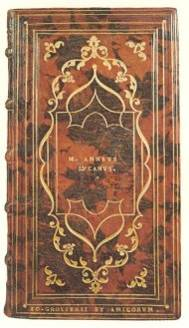 M. ANNEVS
LVCANVS.
IO. GROLIERII ET AMICORVM.